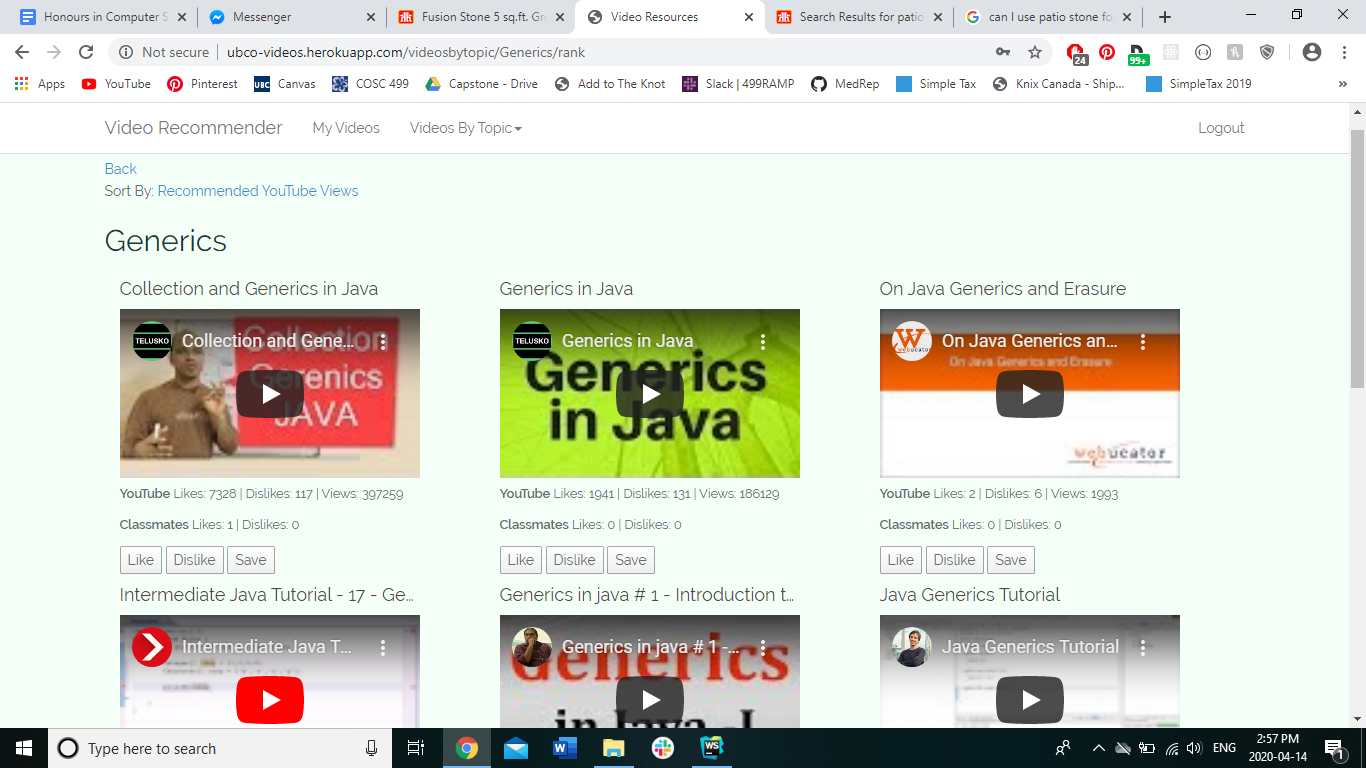 Honours in Computer S
Messenger
Fusion Stone 5 sq.ft. Gre
Video Resources
Search Results for patio
can I use patio stone fo
Not secure | ubco-videos.herokuapp.com/videosbytopic/Generics/rank
24
99+
Apps
YouTube
Pinterest
UBC Canvas
COSC 499
Capstone - Drive
Add to The Knot
Slack | 499RAMP
MedRep
Simple Tax
Knix Canada - Ship...
SimpleTax 2019
»
Video Recommender
My Videos
Videos By Topic
Logout
Back
Sort By: Recommended YouTube Views
Generics
Collection and Generics in Java
Generics in Java
On Java Generics and Erasure
TELUSKO
Collection and Gene...
Collection
Generics
JAVA
TELUSKO
Generics in Java
Generics
in Java
W
webucator
On Java Generics an...
On Java Generics and Erasure
webucator
YouTube Likes: 7328 | Dislikes: 117 | Views: 397259
YouTube Likes: 1941 | Dislikes: 131 | Views: 186129
YouTube Likes: 2 | Dislikes: 6 | Views: 1993
Classmates Likes: 1 | Dislikes: 0
Classmates Likes: 0 | Dislikes: 0
Classmates Likes: 0 | Dislikes: 0
Like Dislike Save
Like Dislike Save
Like Dislike Save
Intermediate Java Tutorial - 17 - Ge...
Generics in java # 1 - Introduction t...
Java Generics Tutorial
Intermediate Java T...
Generics in java # 1 -...
Generics
in Java -I
Java Generics Tutorial
Type here to search
W
WS
ENG
2:57 PM
2020-04-14
1